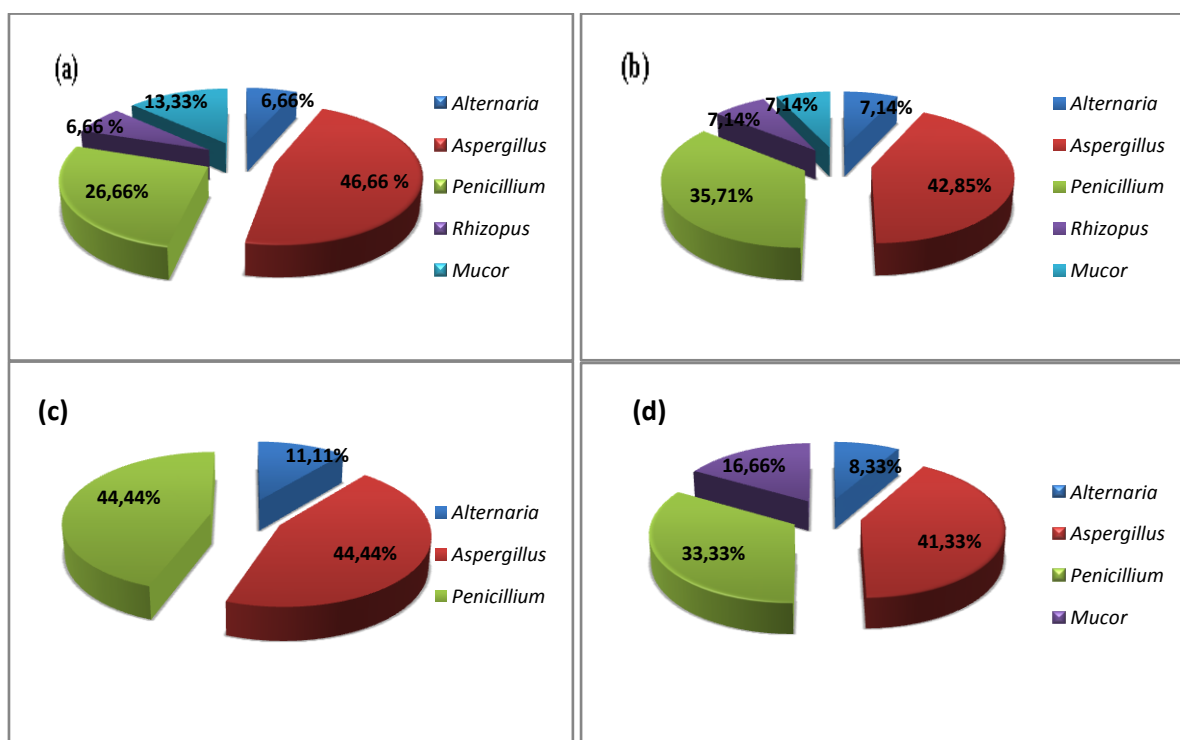 (a)
13,33%
6,66%
6,66 %
46,66 %
26,66%
Alternaria
Aspergillus
Penicillium
Rhizopus
Mucor
(b)
7,14%
7,14%
7,14%
42,85%
35,71%
Alternaria
Aspergillus
Penicillium
Rhizopus
Mucor
(c)
11,11%
44,44%
44,44%
Alternaria
Aspergillus
Penicillium
(d)
16,66%
8,33%
41,33%
33,33%
Alternaria
Aspergillus
Penicillium
Mucor